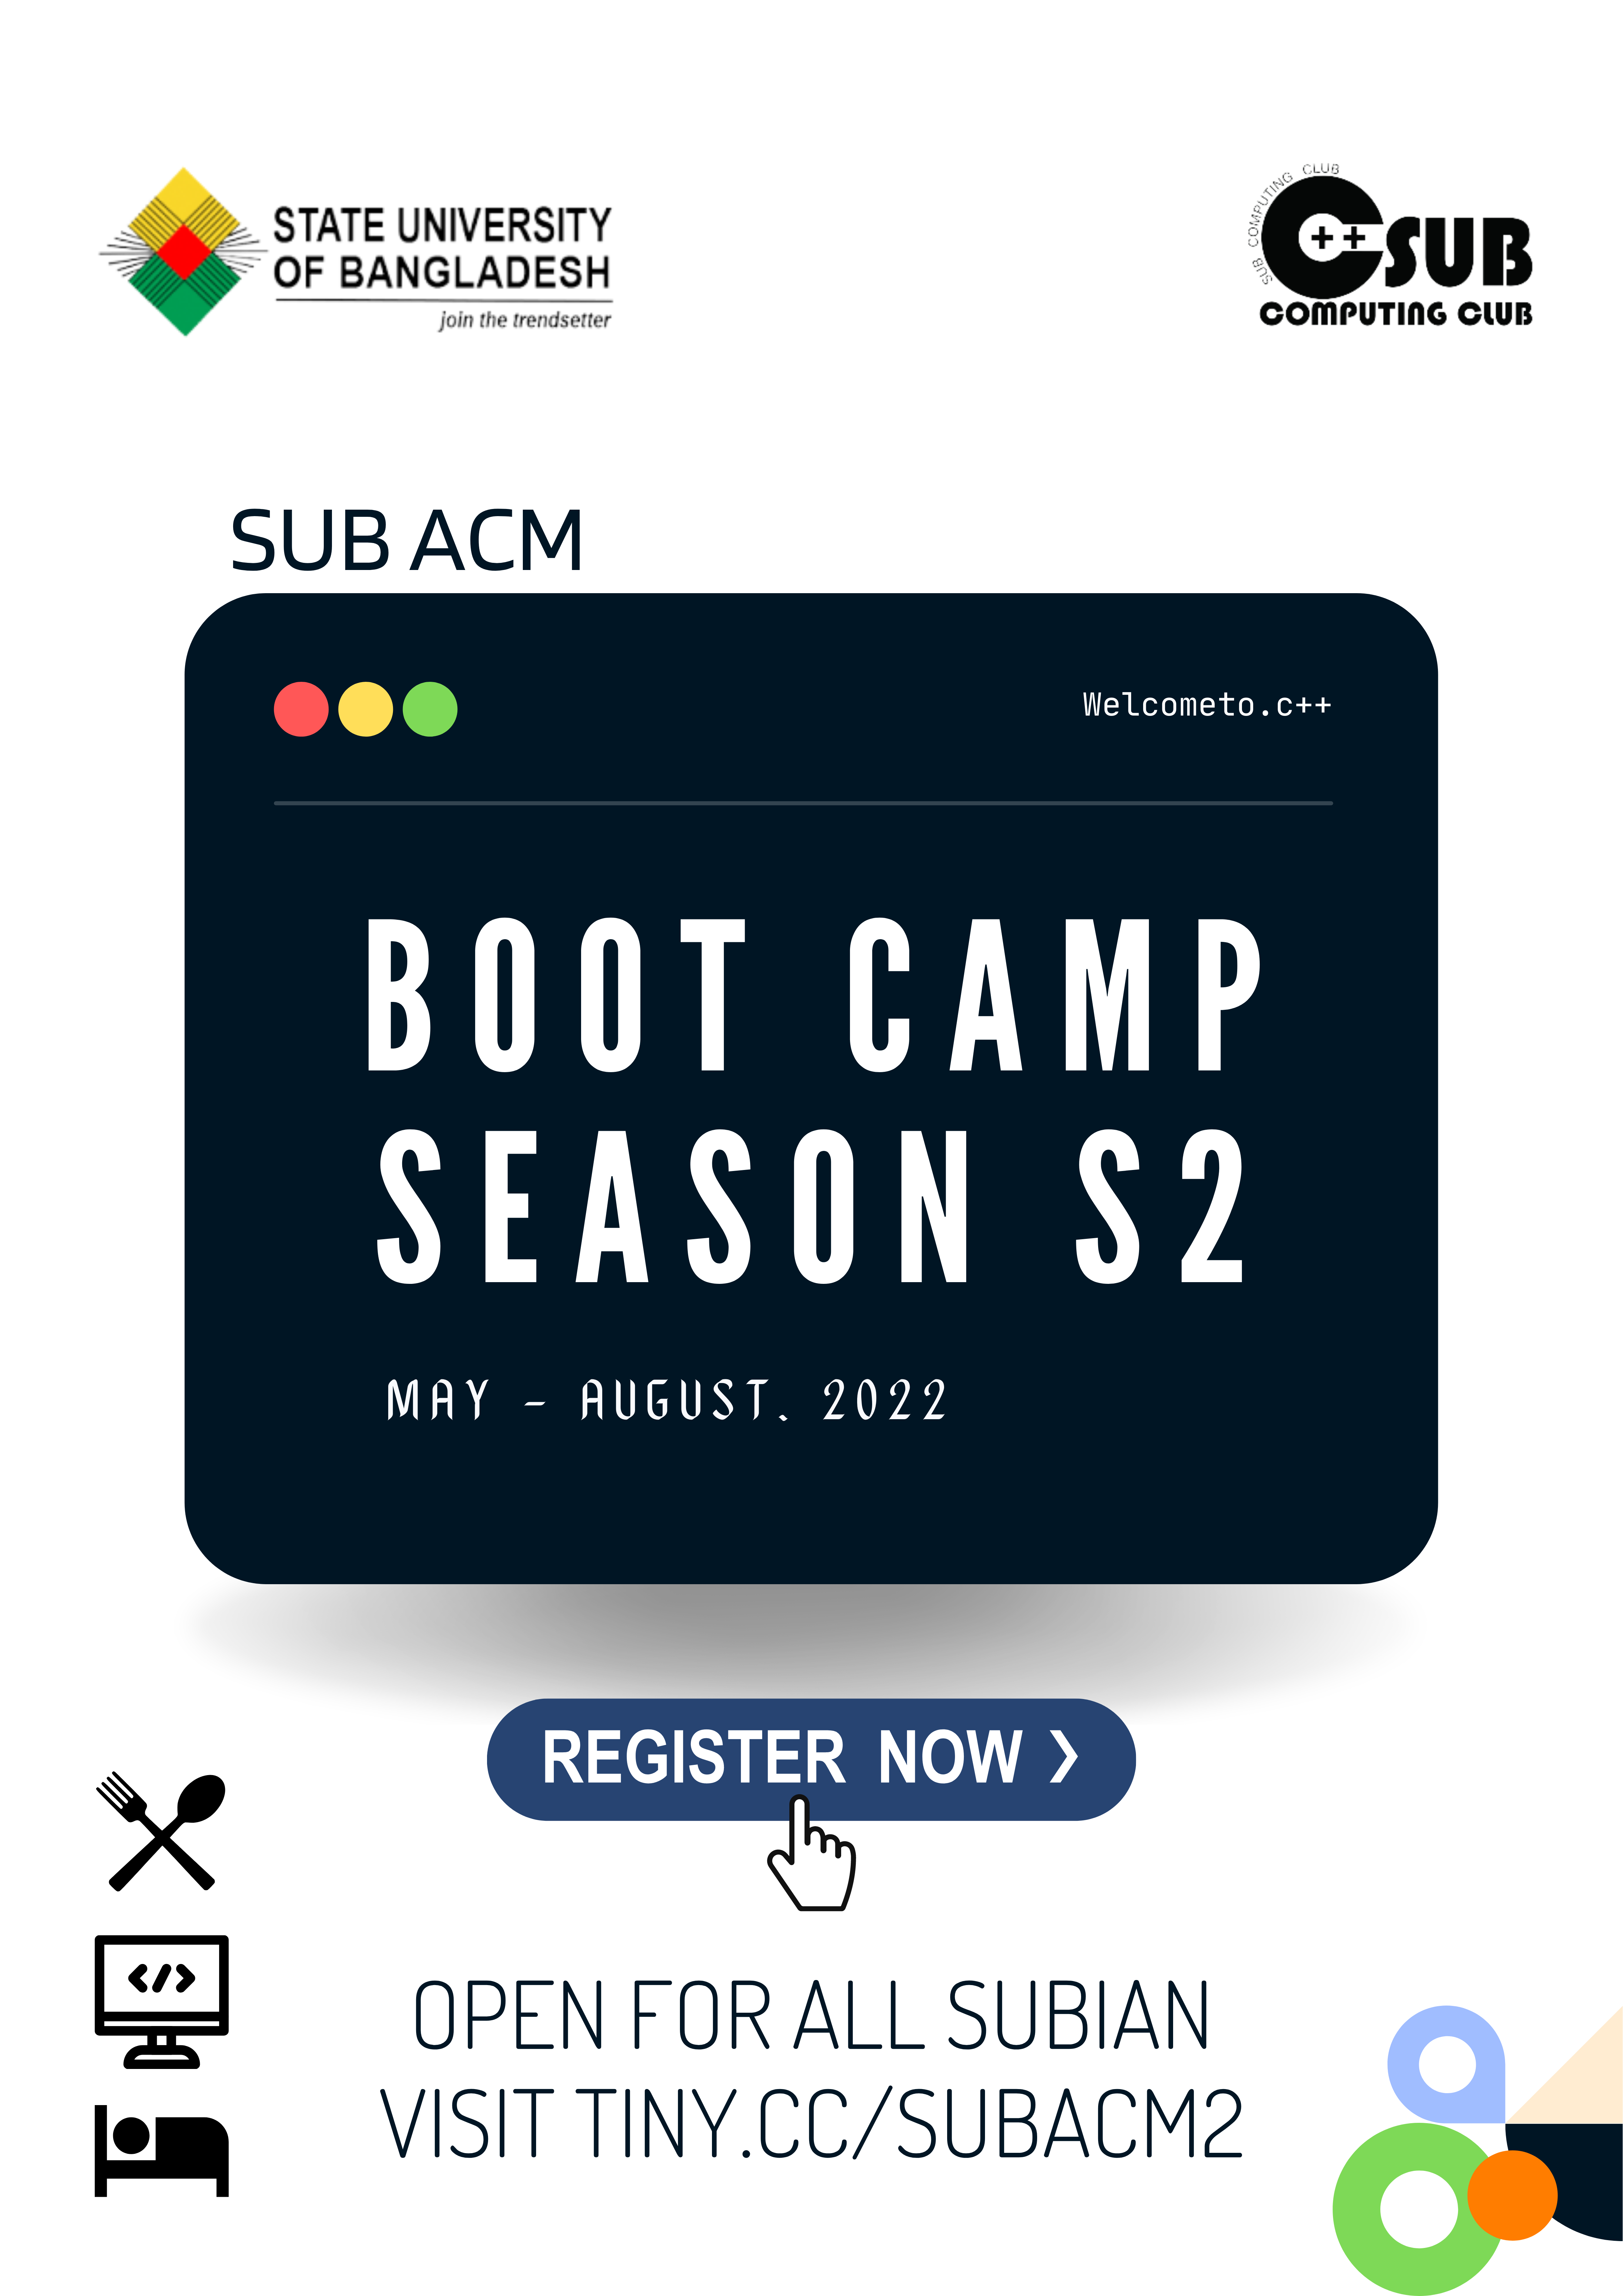 STATE UNIVERSITY
OF BANGLADESH
join the trendsetter
SUB COMPUTING CLUB
C++SUB
COMPUTING CLUB
SUB ACM
Welcometo.c++
BOOT CAMP
SEASON S2
MAY - AUGUST, 2022
REGISTER NOW ❯
</>
OPEN FOR ALL SUBIAN
VISIT TINY.CC/SUBACM2